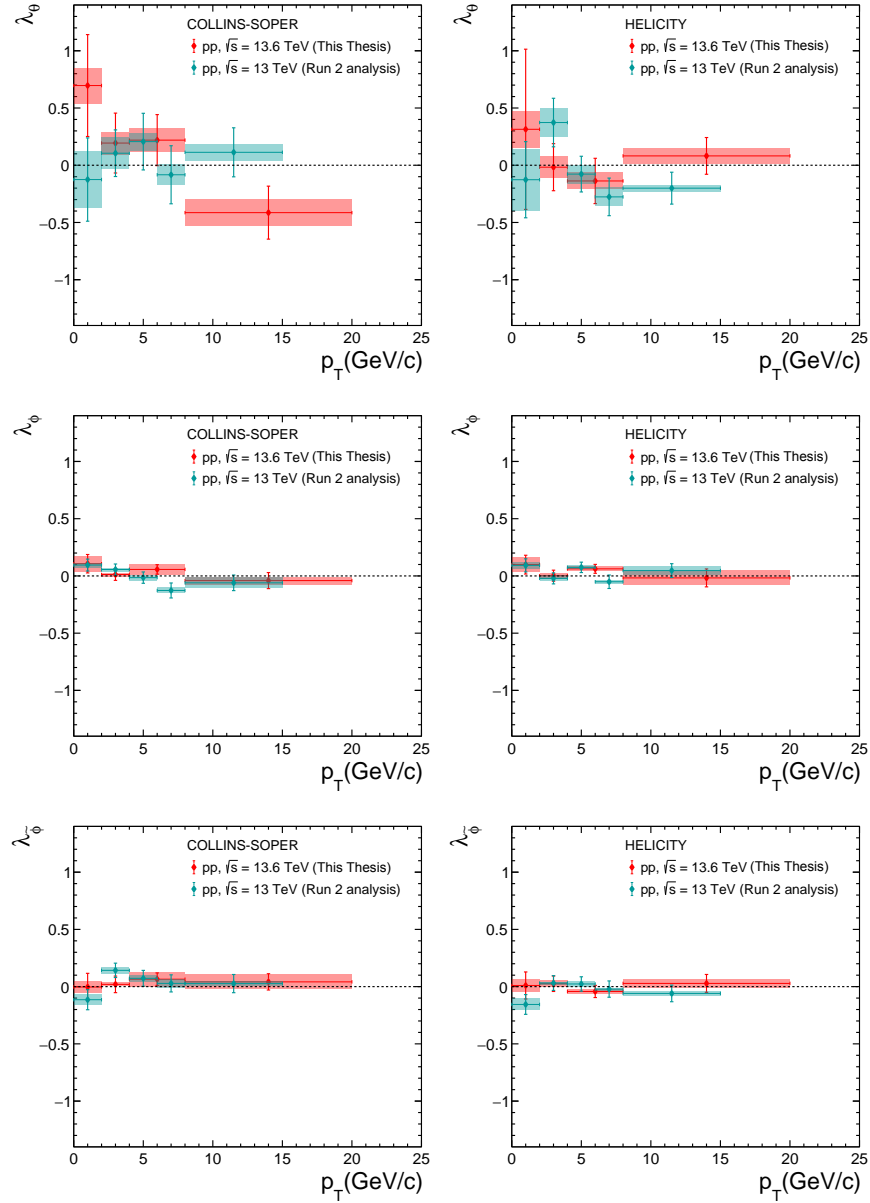 λθ
COLLINS-SOPER
pp, √s = 13.6 TeV (This Thesis)
pp, √s = 13 TeV (Run 2 analysis)
1
0.5
0
−0.5
−1
0 5 10 15 20 25
pT(GeV/c)
λθ
HELICITY
pp, √s = 13.6 TeV (This Thesis)
pp, √s = 13 TeV (Run 2 analysis)
1
0.5
0
−0.5
−1
0 5 10 15 20 25
pT(GeV/c)
λϕ
COLLINS-SOPER
pp, √s = 13.6 TeV (This Thesis)
pp, √s = 13 TeV (Run 2 analysis)
1
0.5
0
−0.5
−1
0 5 10 15 20 25
pT(GeV/c)
λϕ
HELICITY
pp, √s = 13.6 TeV (This Thesis)
pp, √s = 13 TeV (Run 2 analysis)
1
0.5
0
−0.5
−1
0 5 10 15 20 25
pT(GeV/c)
λϕ̃
COLLINS-SOPER
pp, √s = 13.6 TeV (This Thesis)
pp, √s = 13 TeV (Run 2 analysis)
1
0.5
0
−0.5
−1
0 5 10 15 20 25
pT(GeV/c)
λϕ̃
HELICITY
pp, √s = 13.6 TeV (This Thesis)
pp, √s = 13 TeV (Run 2 analysis)
1
0.5
0
−0.5
−1
0 5 10 15 20 25
pT(GeV/c)